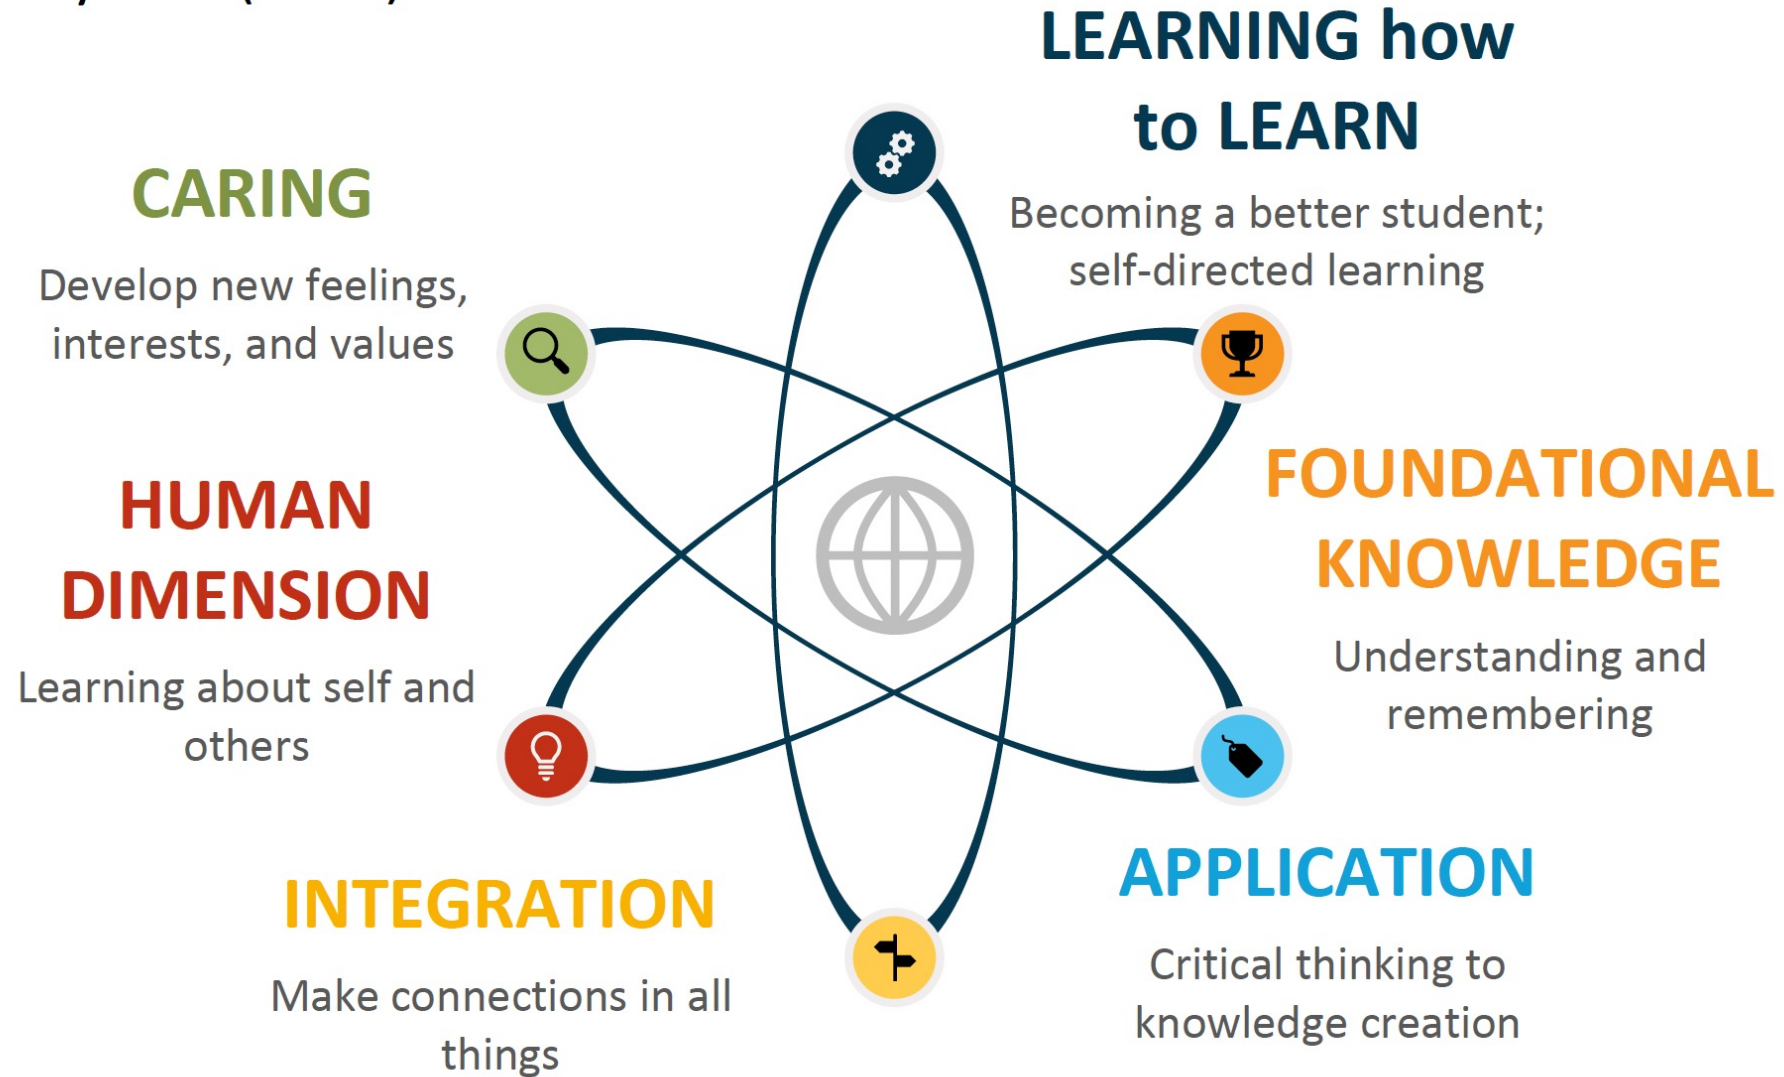 LEARNING how
to LEARN
Becoming a better student;
self-directed learning
CARING
Develop new feelings,
interests, and values
FOUNDATIONAL
KNOWLEDGE
Understanding and
remembering
HUMAN
DIMENSION
Learning about self and
others
APPLICATION
Critical thinking to
knowledge creation
INTEGRATION
Make connections in all
things